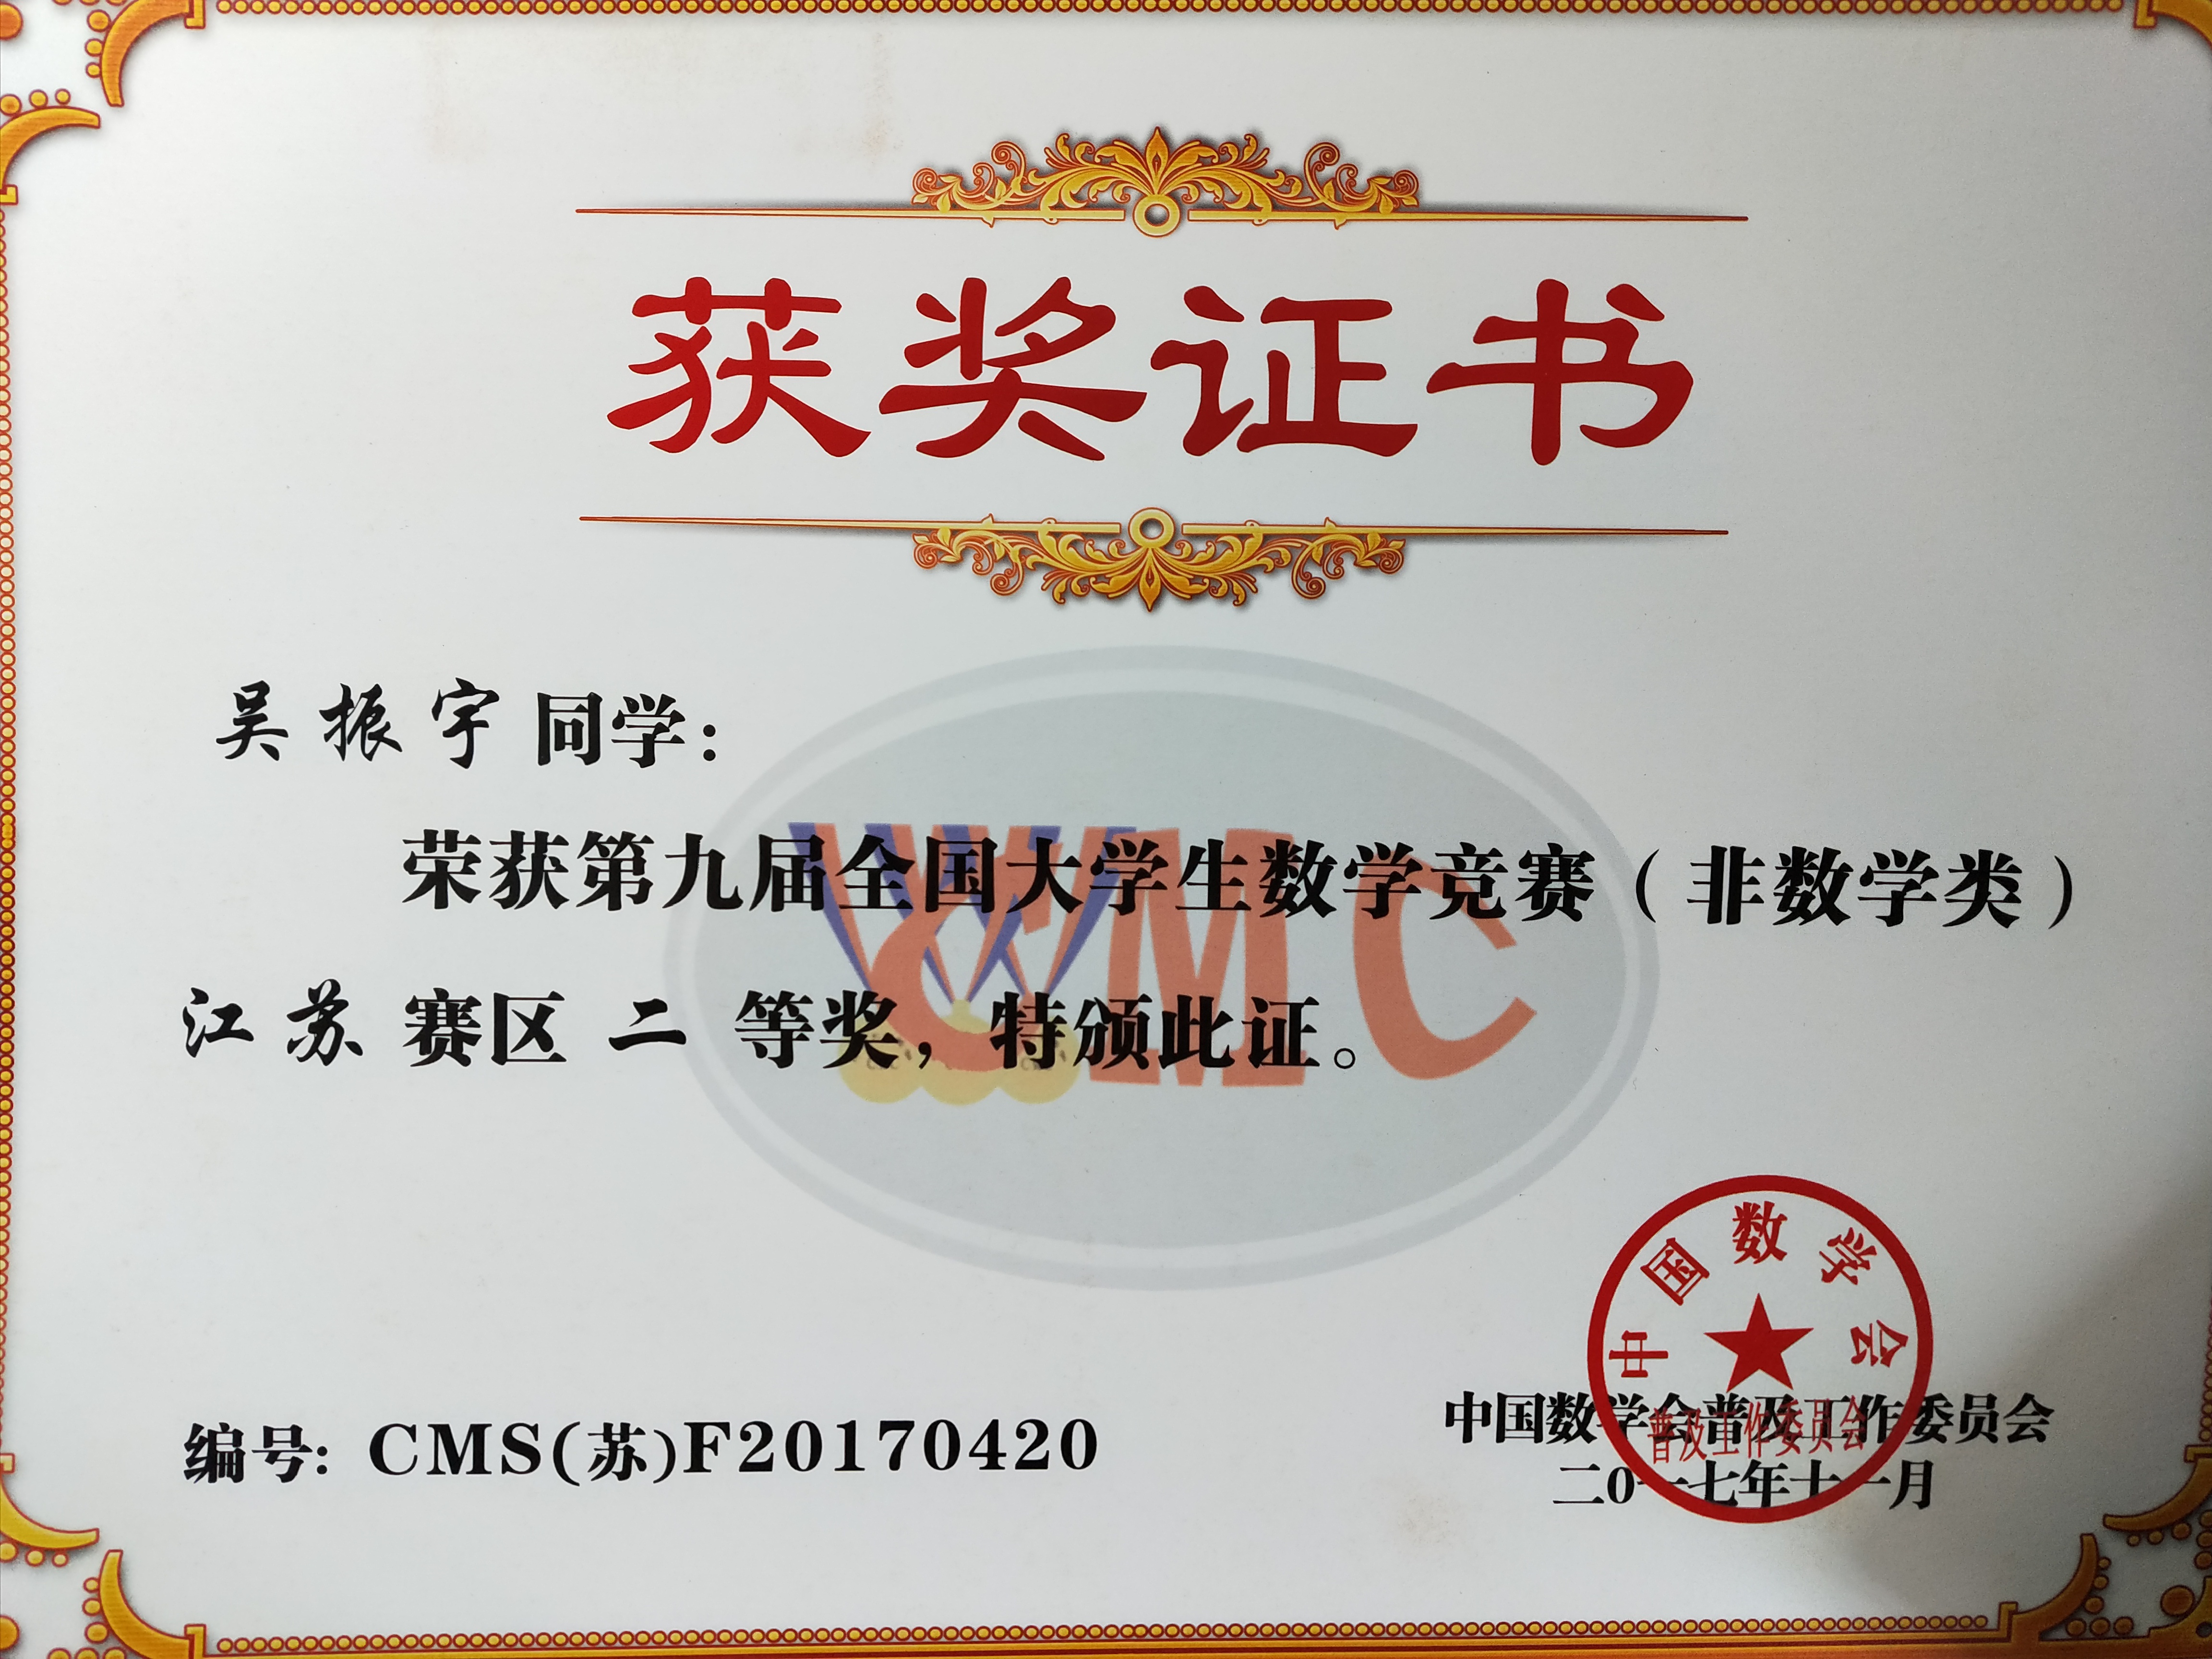 获奖证书
吴振宇同学：
荣获第九届全国大学生数学竞赛（非数学类）
江苏赛区二等奖，特颁此证。
CMC
中国数学会
普及工作委员会
编号: CMS(苏)F20170420
中国数学会普及工作委员会
二0一七年十一月